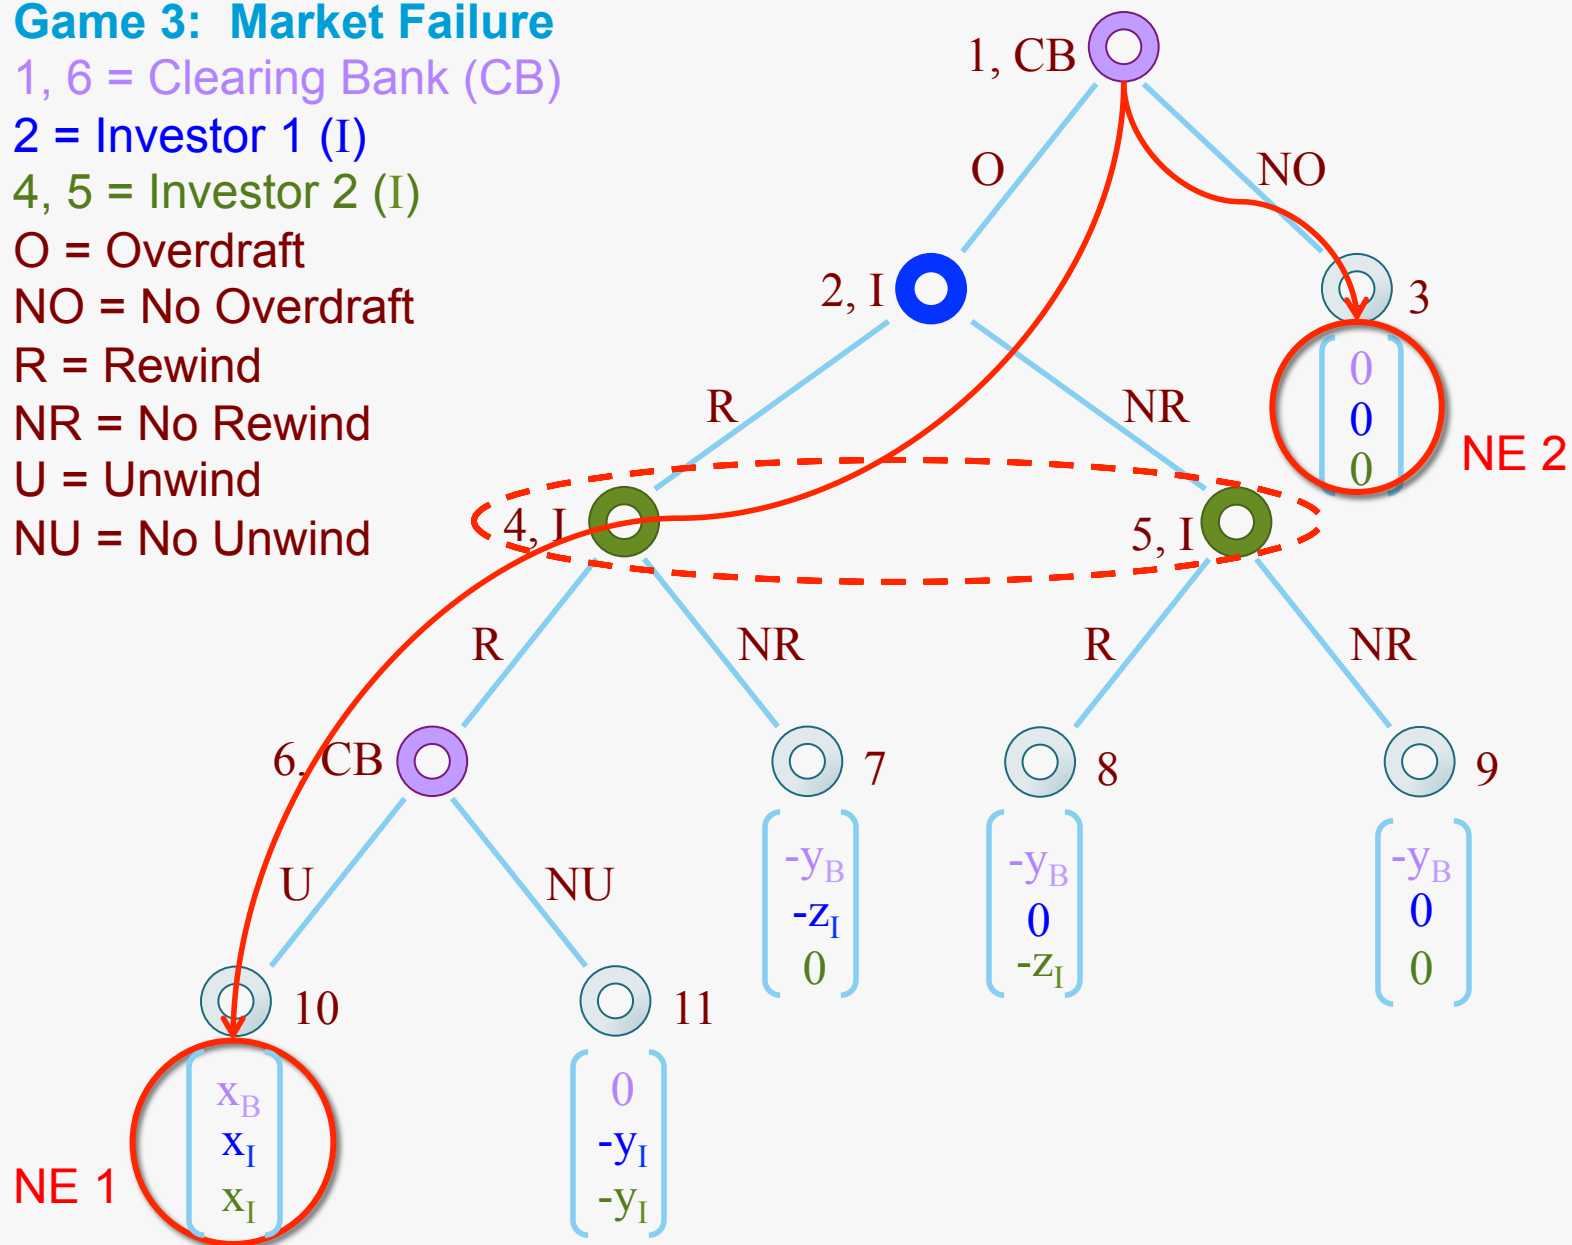 Game 3: Market Failure
1, 6 = Clearing Bank (CB)
2 = Investor 1 (I)
4, 5 = Investor 2 (I)
O = Overdraft
NO = No Overdraft
R = Rewind
NR = No Rewind
U = Unwind
NU = No Unwind
1, CB
O
NO
2, I
3
0
0
0
NE 2
R
NR
4, I
5, I
R
NR
R
NR
6, CB
7
8
9
-yB
-zI
0
-yB
0
-zI
-yB
0
0
U
NU
10
11
xB
xI
xI
0
-yI
-yI
NE 1